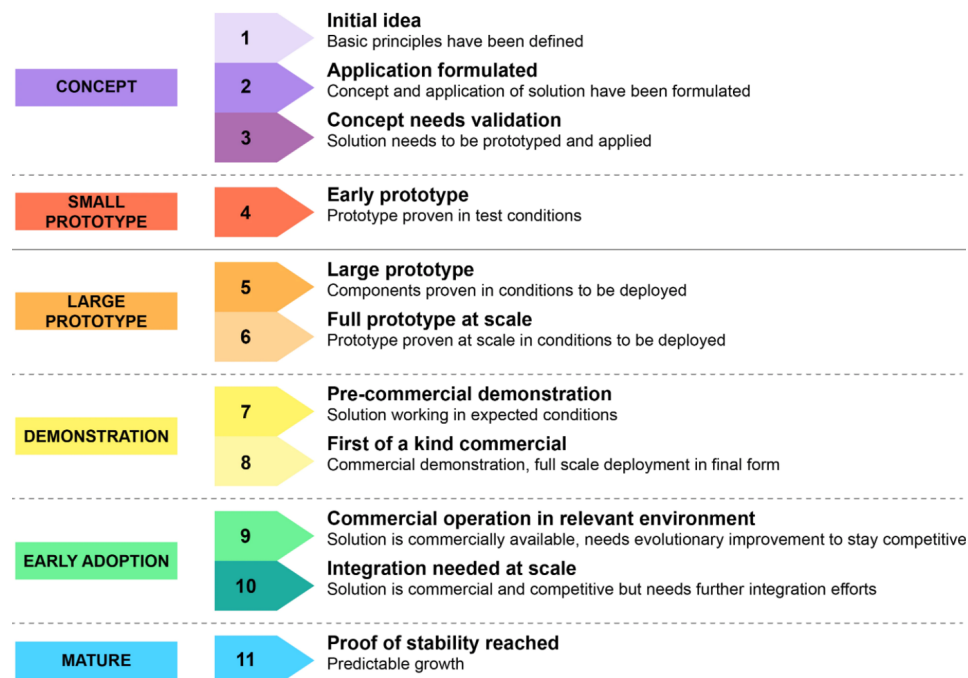 1
Initial idea
Basic principles have been defined
CONCEPT
2
Application formulated
Concept and application of solution have been formulated
3
Concept needs validation
Solution needs to be prototyped and applied
SMALL
PROTOTYPE
4
Early prototype
Prototype proven in test conditions
LARGE
PROTOTYPE
5
Large prototype
Components proven in conditions to be deployed
6
Full prototype at scale
Prototype proven at scale in conditions to be deployed
DEMONSTRATION
7
Pre-commercial demonstration
Solution working in expected conditions
8
First of a kind commercial
Commercial demonstration, full scale deployment in final form
EARLY ADOPTION
9
Commercial operation in relevant environment
Solution is commercially available, needs evolutionary improvement to stay competitive
10
Integration needed at scale
Solution is commercial and competitive but needs further integration efforts
MATURE
11
Proof of stability reached
Predictable growth